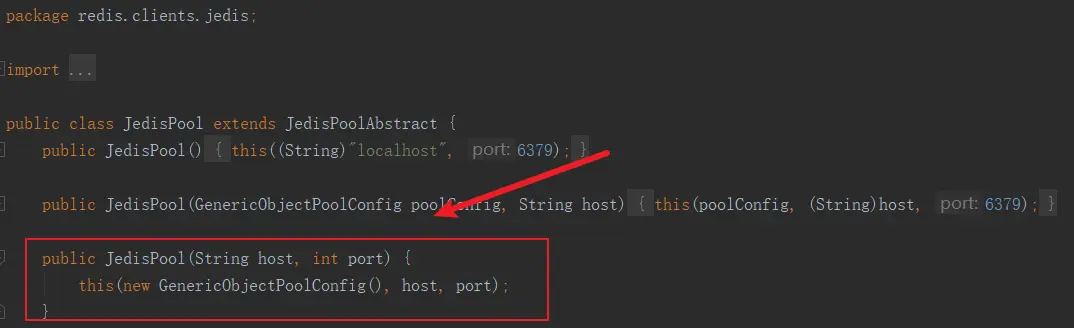 package redis.clients.jedis;
import ...
public class JedisPool extends JedisPoolAbstract {
public JedisPool() { this((String)"localhost", port: 6379); }
public JedisPool(GenericObjectPoolConfig poolConfig, String host) { this(poolConfig, (String)host, port: 6379); }
public JedisPool(String host, int port) {
this(new GenericObjectPoolConfig(), host, port);
}